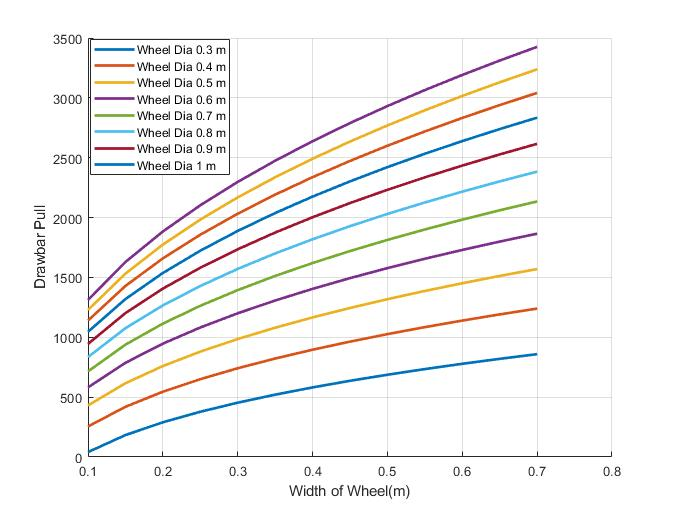 3500
3000
2500
2000
1500
1000
500
0
Drawbar Pull
Wheel Dia 0.3 m
Wheel Dia 0.4 m
Wheel Dia 0.5 m
Wheel Dia 0.6 m
Wheel Dia 0.7 m
Wheel Dia 0.8 m
Wheel Dia 0.9 m
Wheel Dia 1 m
0.1 0.2 0.3 0.4 0.5 0.6 0.7 0.8
Width of Wheel(m)